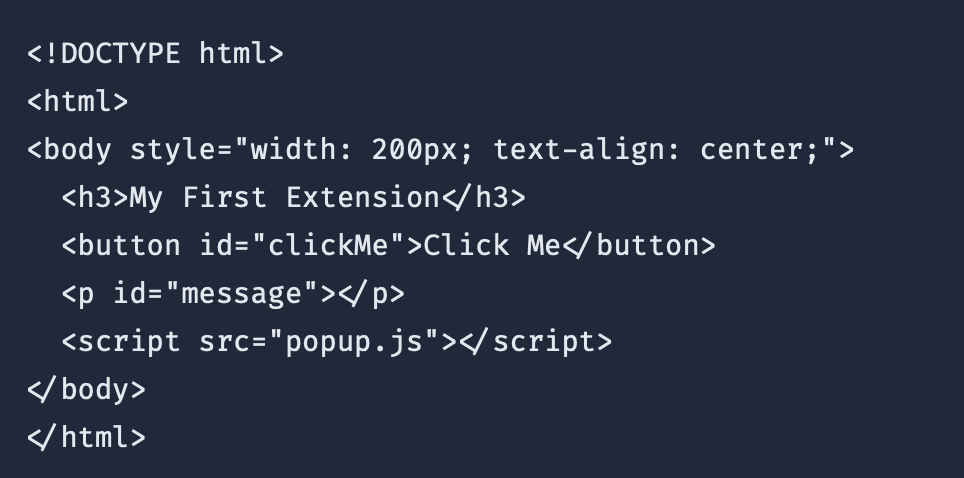 <!DOCTYPE html>
<html>
<body style="width: 200px; text-align: center;">
  <h3>My First Extension</h3>
  <button id="clickMe">Click Me</button>
  <p id="message"></p>
  <script src="popup.js"></script>
</body>
</html>